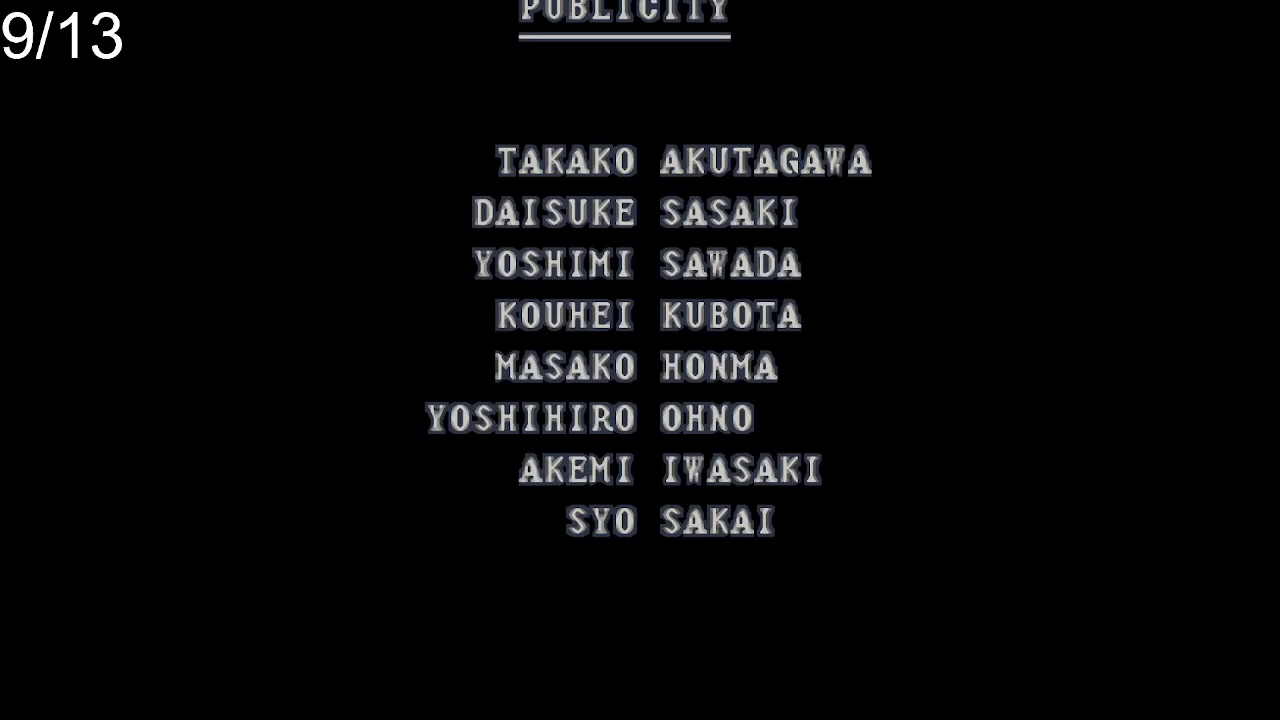 9/13
PUBLICITY
TAKAKO AKUTAGAWA
DAISUKE SASAKI
YOSHIMI SAWADA
KOUHEI KUBOTA
MASAKO HONMA
YOSHIHIRO OHNO
AKEMI IWASAKI
SYO SAKAI